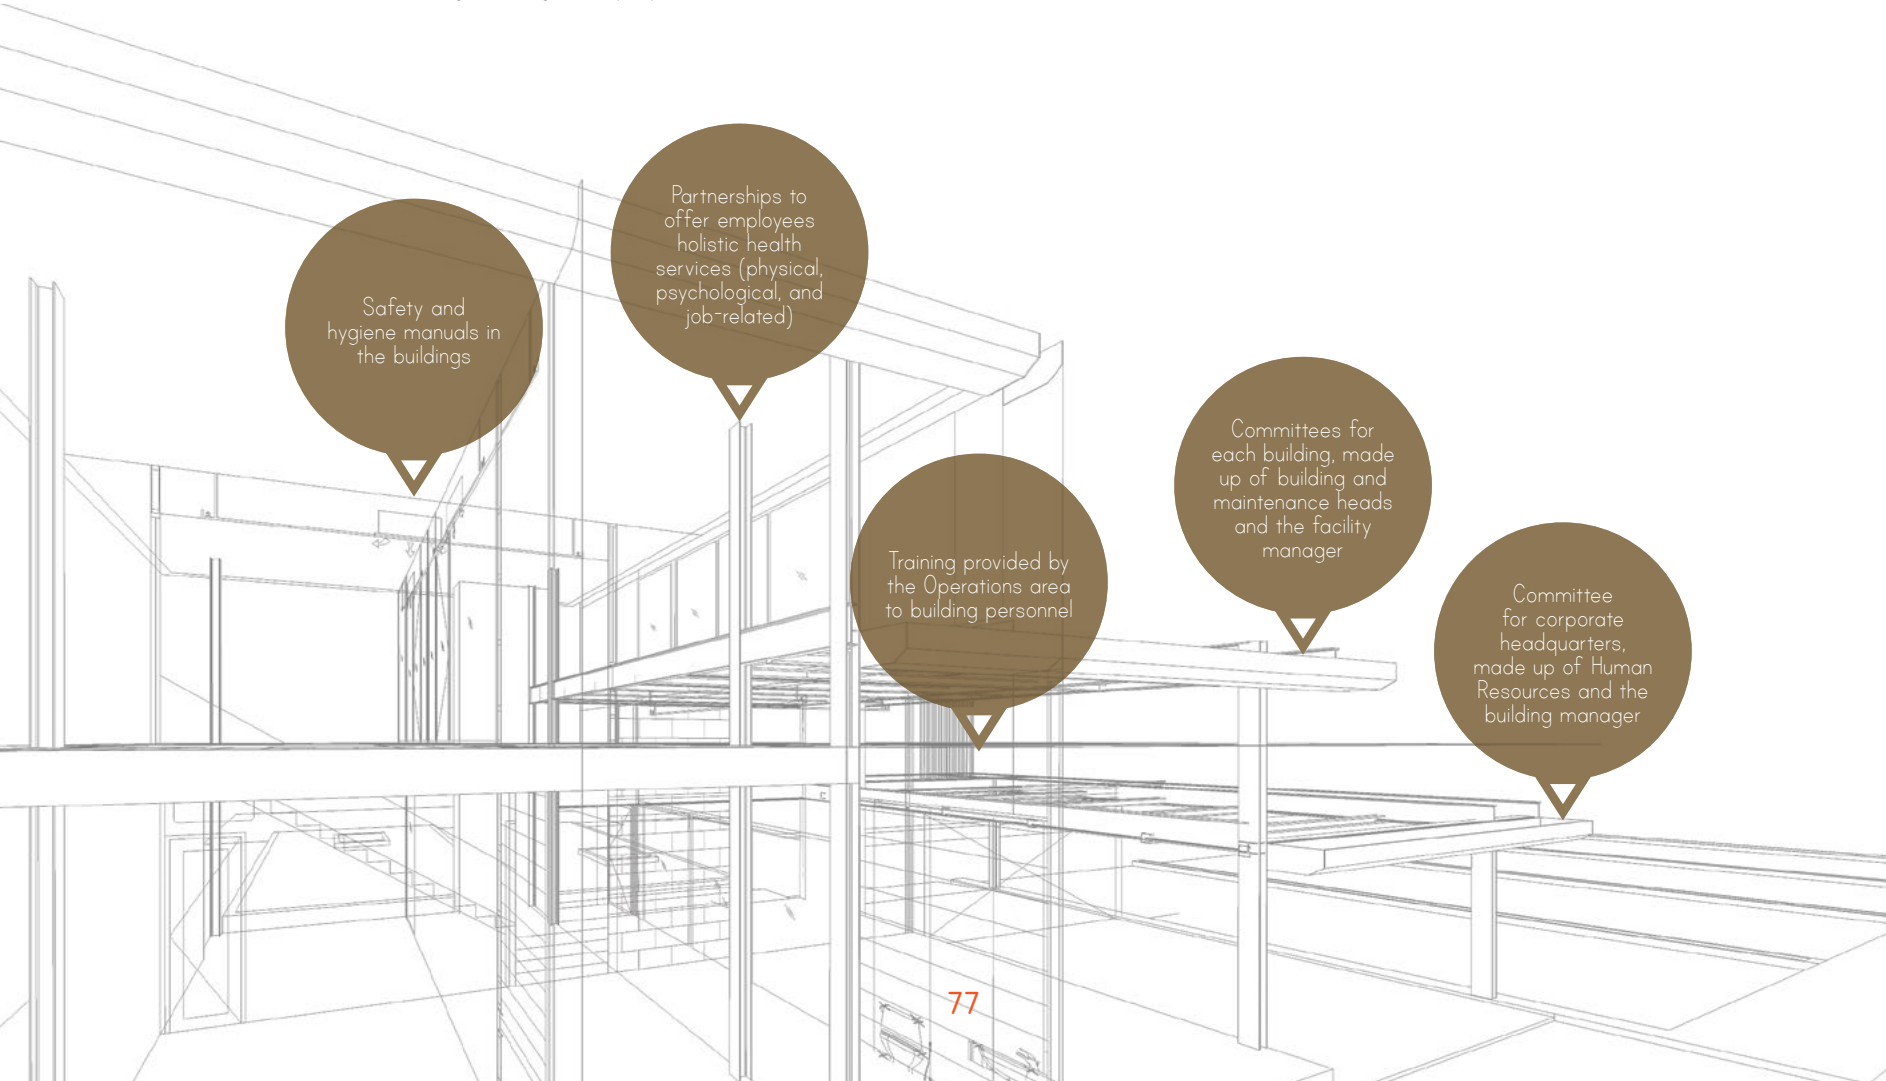 Safety and
hygiene manuals in
the buildings
Partnerships to
offer employees
holistic health
services (physical,
psychological, and
job-related)
Training provided by
the Operations area
to building personnel
Committees for
each building, made
up of building and
maintenance heads
and the facility
manager
Committee
for corporate
headquarters,
made up of Human
Resources and the
building manager
77